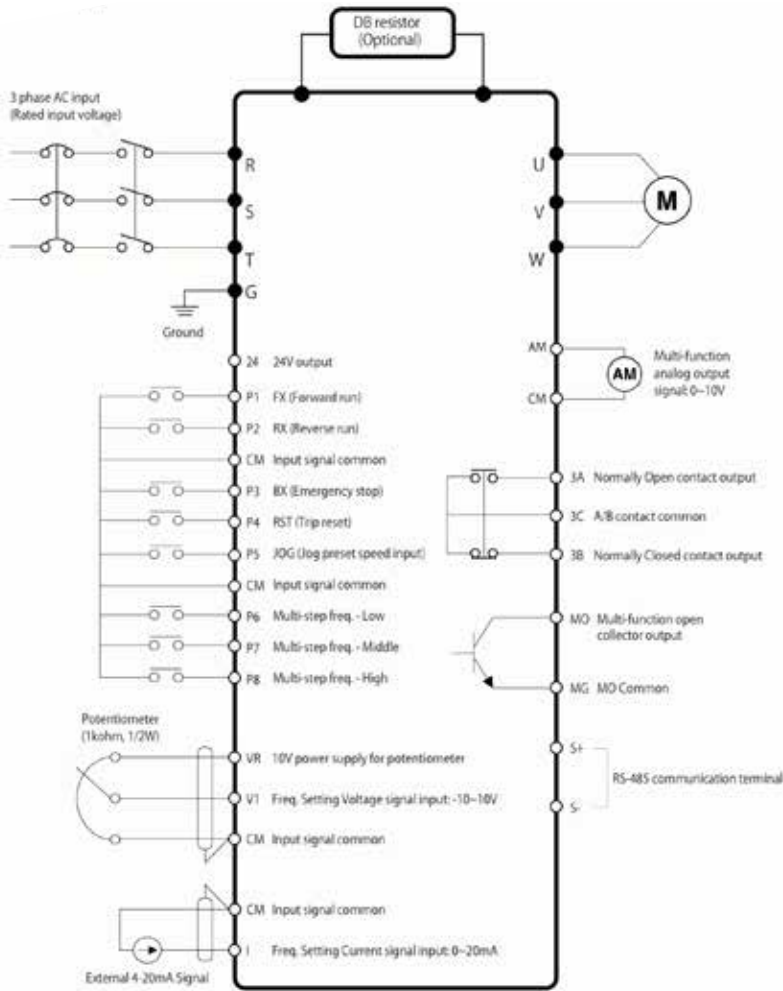 DB resistor
(Optional)
3 phase AC input
(Rated input voltage)
R
S
T
G
Ground
U
V
W
M
24 24V output
P1 FX (Forward run)
P2 RX (Reverse run)
CM Input signal common
P3 BX (Emergency stop)
P4 RST (Trip reset)
P5 JOG (Jog preset speed input)
CM Input signal common
P6 Multi-step freq. - Low
P7 Multi-step freq. - Middle
P8 Multi-step freq. - High
Potentiometer
(1kohm, 1/2W)
VR 10V power supply for potentiometer
V1 Freq. Setting Voltage signal input: -10~10V
CM Input signal common
CM Input signal common
I Freq. Setting Current signal input: 0~20mA
External 4-20mA Signal
AM
CM
AM
Multi-function
analog output
signal: 0~10V
3A Normally Open contact output
3C A/B contact common
3B Normally Closed contact output
MO Multi-function open
collector output
MG MO Common
S+
S-
RS-485 communication terminal